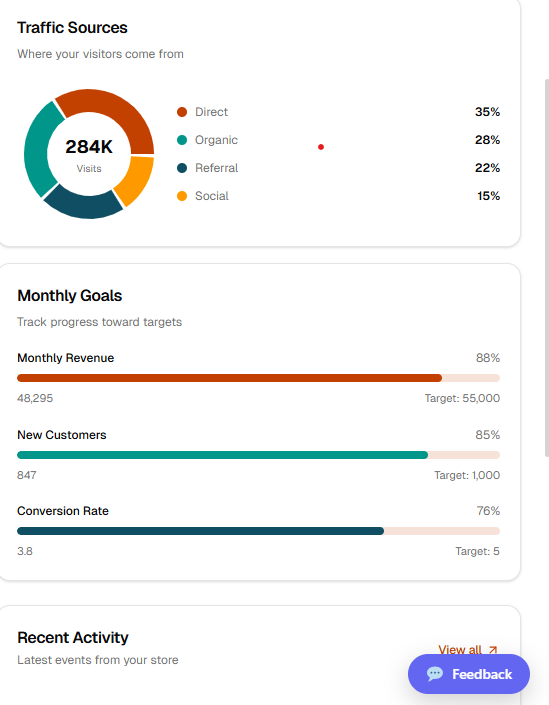 Traffic Sources
Where your visitors come from
284K
Visits
Direct 35%
Organic 28%
Referral 22%
Social 15%
Monthly Goals
Track progress toward targets
Monthly Revenue 88%
48,295 Target: 55,000
New Customers 85%
847 Target: 1,000
Conversion Rate 76%
3.8 Target: 5
Recent Activity
View all
Latest events from your store
Feedback